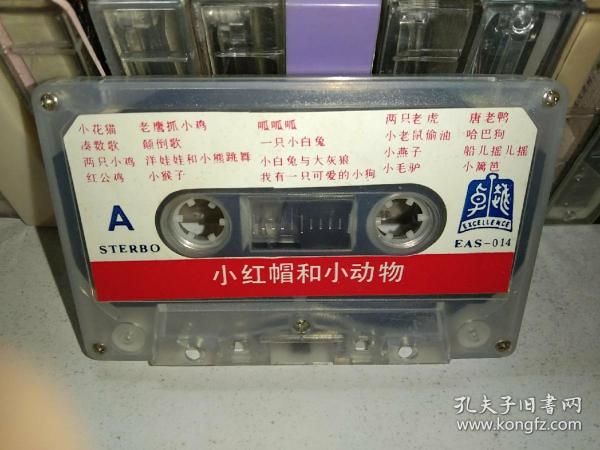 小花猫 老鹰抓小鸡 呱呱呱 两只老虎 唐老鸭
凑数歌 颠倒歌 一只小白兔 小老鼠偷油 哈巴狗
两只小鸡 洋娃娃和小熊跳舞 小白兔与大灰狼 小燕子 船儿摇儿摇
红公鸡 小猴子 我有一只可爱的小狗 小毛驴 小篱笆
A
STERBO
卓越
EXCELLENCE
EAS-014
小红帽和小动物
孔夫子旧书网
www.kongfz.com